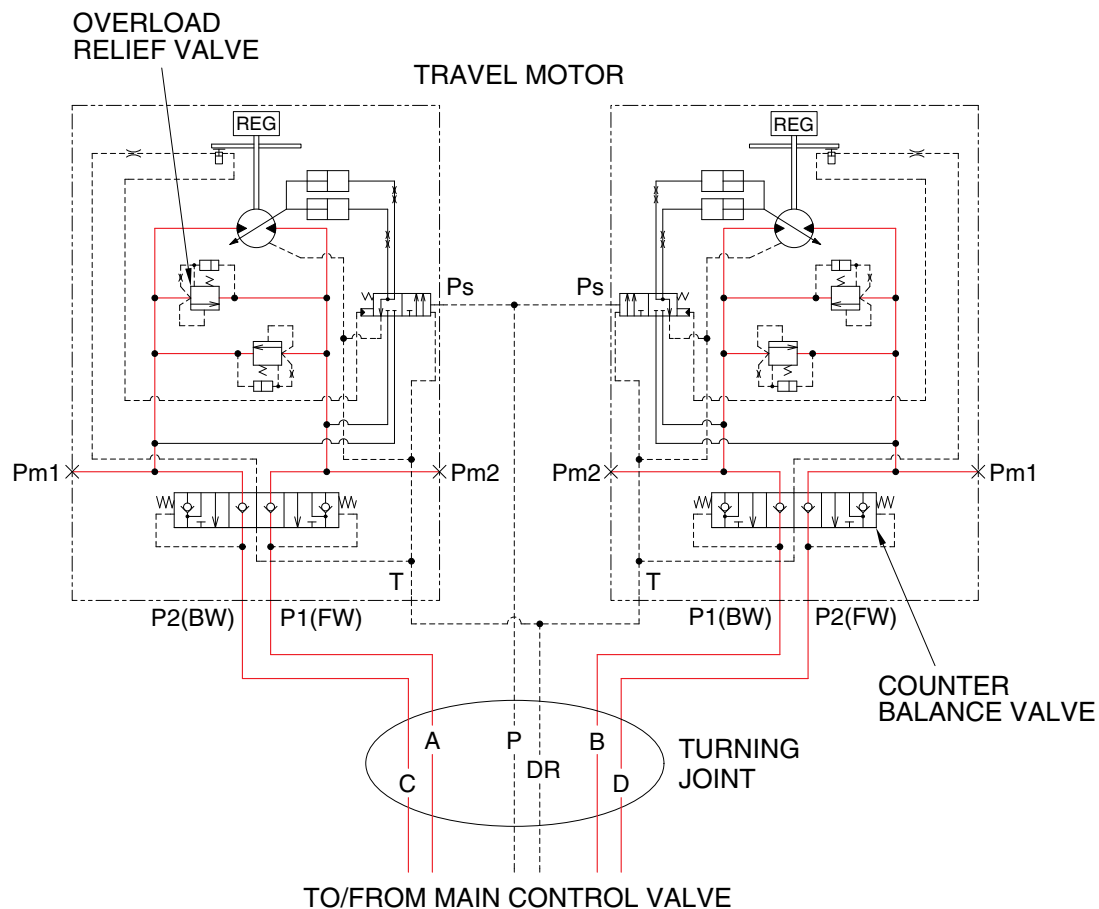 OVERLOAD
RELIEF VALVE
TRAVEL MOTOR
REG
REG
Ps
Ps
Pm1
Pm2
Pm2
Pm1
T
T
P2(BW)
P1(FW)
P1(BW)
P2(FW)
COUNTER
BALANCE VALVE
A
P
B
TURNING
JOINT
C
DR
D
TO/FROM MAIN CONTROL VALVE